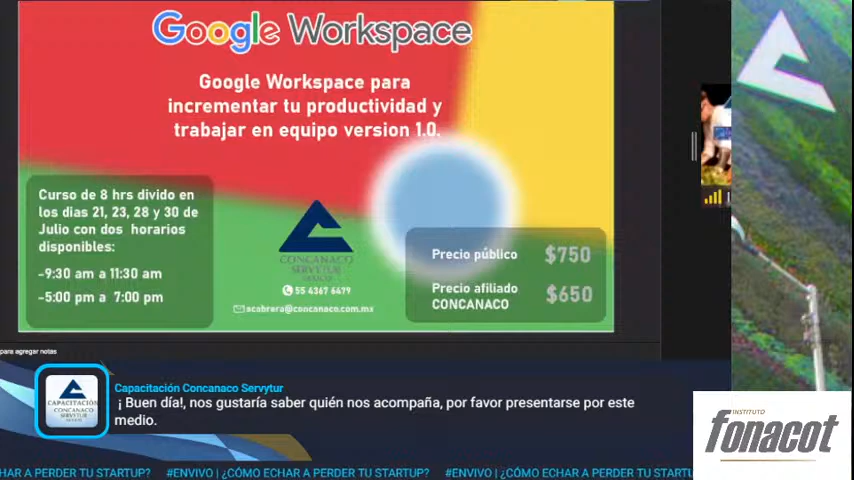 Google Workspace
Google Workspace para
incrementar tu productividad y
trabajar en equipo version 1.0.
Curso de 8 hrs divido en
los dias 21, 23, 28 y 30 de
Julio con dos horarios
disponibles:
-9:30 am a 11:30 am
-5:00 pm a 7:00 pm
CONCANACO
SERVYTUR
55 4367 6479
acabrera@concanaco.com.mx
Precio público $750
Precio afiliado
CONCANACO $650
para agregar notas
CAPACITACIÓN
CONCANACO
SERVYTUR
Capacitación Concanaco Servytur
¡ Buen día!, nos gustaría saber quién nos acompaña, por favor presentarse por este
medio.
INSTITUTO
fonacot
HAR A PERDER TU STARTUP? #ENVIVO | ¿CÓMO ECHAR A PERDER TU STARTUP? #ENVIVO | ¿CÓMO ECHAR A PERDER TU STARTU